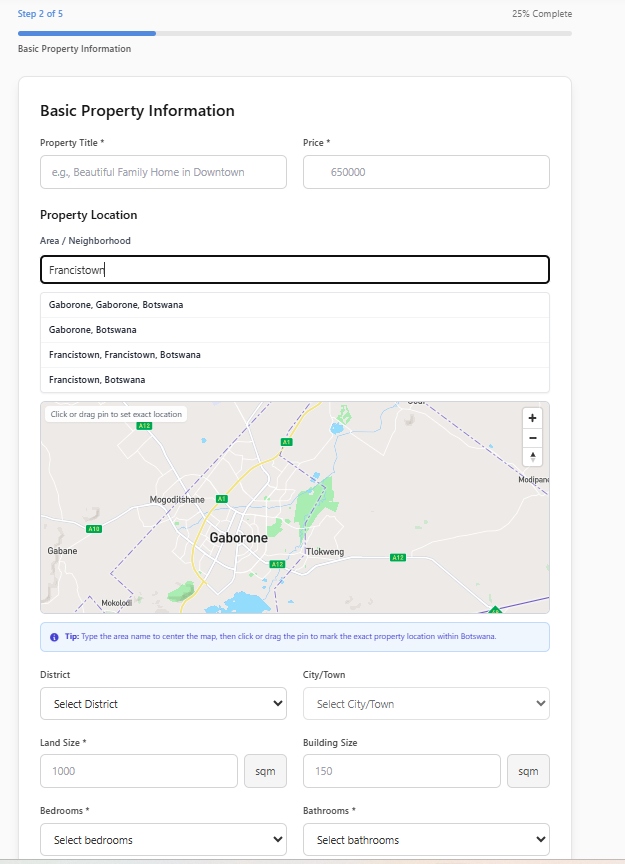 Step 2 of 5
25% Complete
Basic Property Information
Basic Property Information
Property Title *
Price *
e.g., Beautiful Family Home in Downtown
650000
Property Location
Area / Neighborhood
Francistown
Gaborone, Gaborone, Botswana
Gaborone, Botswana
Francistown, Francistown, Botswana
Francistown, Botswana
Click or drag pin to set exact location
+
−
A12
A1
Modipane
Mogoditshane
A1
A10
Gaborone
Gabane
Tlokweng
A12
A12
Mokolodi
Tip: Type the area name to center the map, then click or drag the pin to mark the exact property location within Botswana.
District
City/Town
Select District
Select City/Town
Land Size *
Building Size
1000
sqm
150
sqm
Bedrooms *
Bathrooms *
Select bedrooms
Select bathrooms